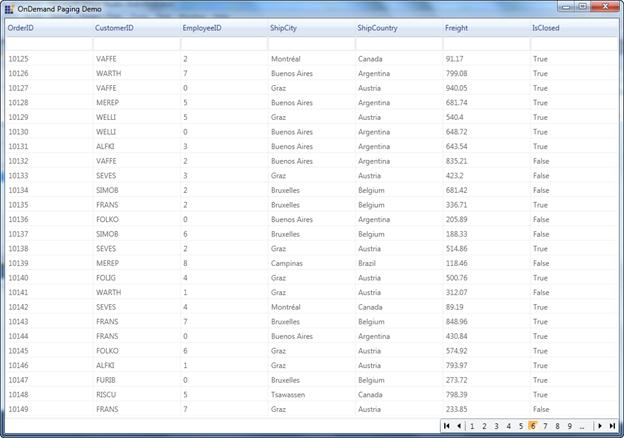 OnDemand Paging Demo
OrderID CustomerID EmployeeID ShipCity ShipCountry Freight IsClosed
10125 VAFFE 2 Montréal Canada 91.17 True
10126 WARTH 7 Buenos Aires Argentina 799.08 True
10127 VAFFE 0 Graz Austria 940.05 True
10128 MEREP 5 Buenos Aires Argentina 681.74 True
10129 WELLI 5 Graz Austria 540.4 True
10130 WELLI 0 Buenos Aires Argentina 648.72 True
10131 ALFKI 3 Buenos Aires Argentina 643.54 True
10132 VAFFE 2 Buenos Aires Argentina 835.21 False
10133 SEVES 3 Graz Austria 423.2 False
10134 SIMOB 2 Bruxelles Belgium 681.42 False
10135 FRANS 2 Bruxelles Belgium 336.71 True
10136 FOLKO 0 Buenos Aires Argentina 205.89 False
10137 SIMOB 6 Bruxelles Belgium 188.33 False
10138 SEVES 2 Graz Austria 514.86 True
10139 MEREP 8 Campinas Brazil 118.46 False
10140 FOLIG 4 Graz Austria 500.76 True
10141 WARTH 1 Graz Austria 312.07 False
10142 SEVES 4 Montréal Canada 89.19 True
10143 FRANS 7 Bruxelles Belgium 848.96 True
10144 FRANS 0 Buenos Aires Argentina 430.84 True
10145 FOLKO 6 Graz Austria 574.92 True
10146 ALFKI 1 Graz Austria 793.97 True
10147 FURIB 0 Bruxelles Belgium 273.72 True
10148 RISCU 5 Tsawassen Canada 798.39 True
10149 FRANS 7 Graz Austria 233.85 False
1 2 3 4 5 6 7 8 9 ...